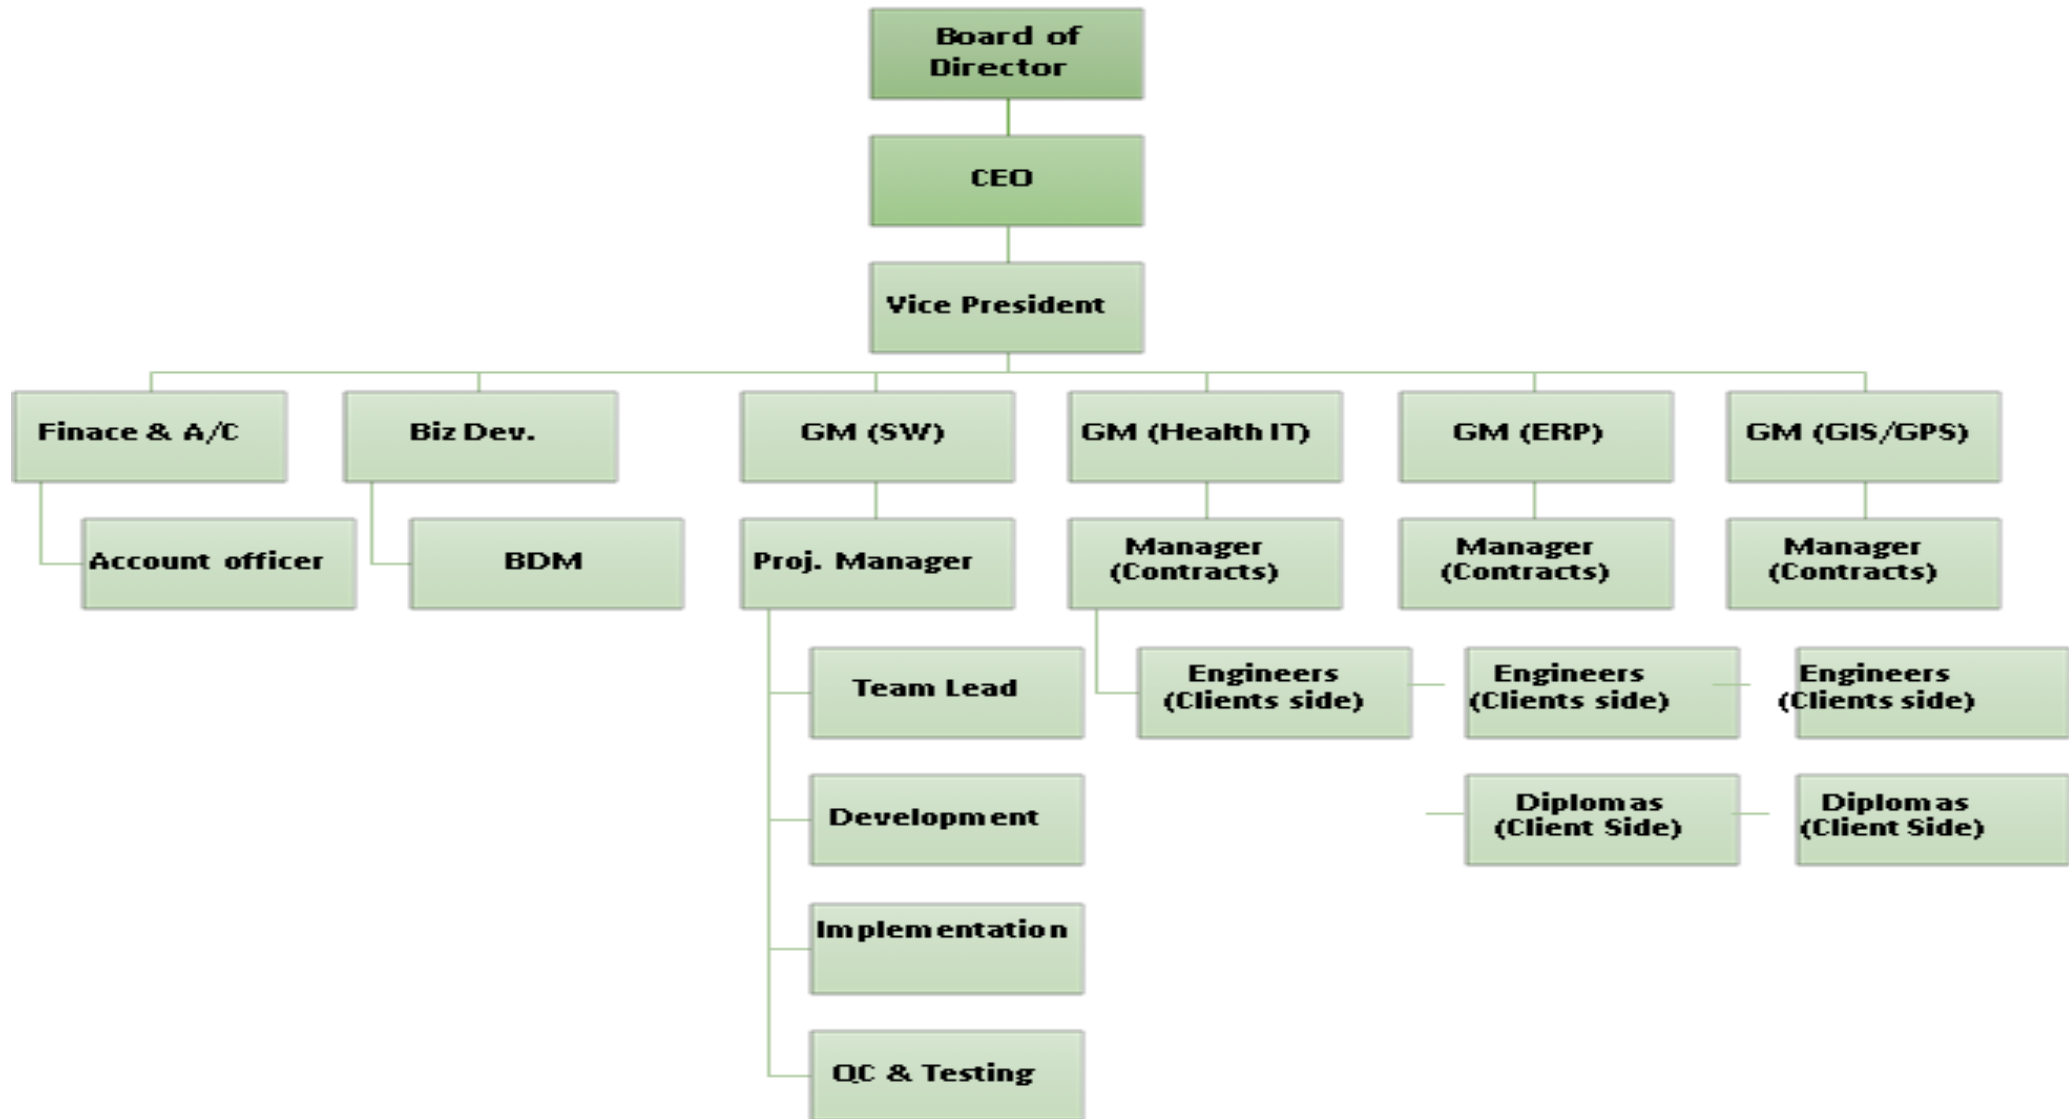 Board of
Director
CEO
Vice President
Finace & A/C
Biz Dev.
GM (SW)
GM (Health IT)
GM (ERP)
GM (GIS/GPS)
Account officer
BDM
Proj. Manager
Manager
(Contracts)
Manager
(Contracts)
Manager
(Contracts)
Team Lead
Engineers
(Clients side)
Engineers
(Clients side)
Engineers
(Clients side)
Development
Diplomas
(Client Side)
Diplomas
(Client Side)
Implementation
QC & Testing